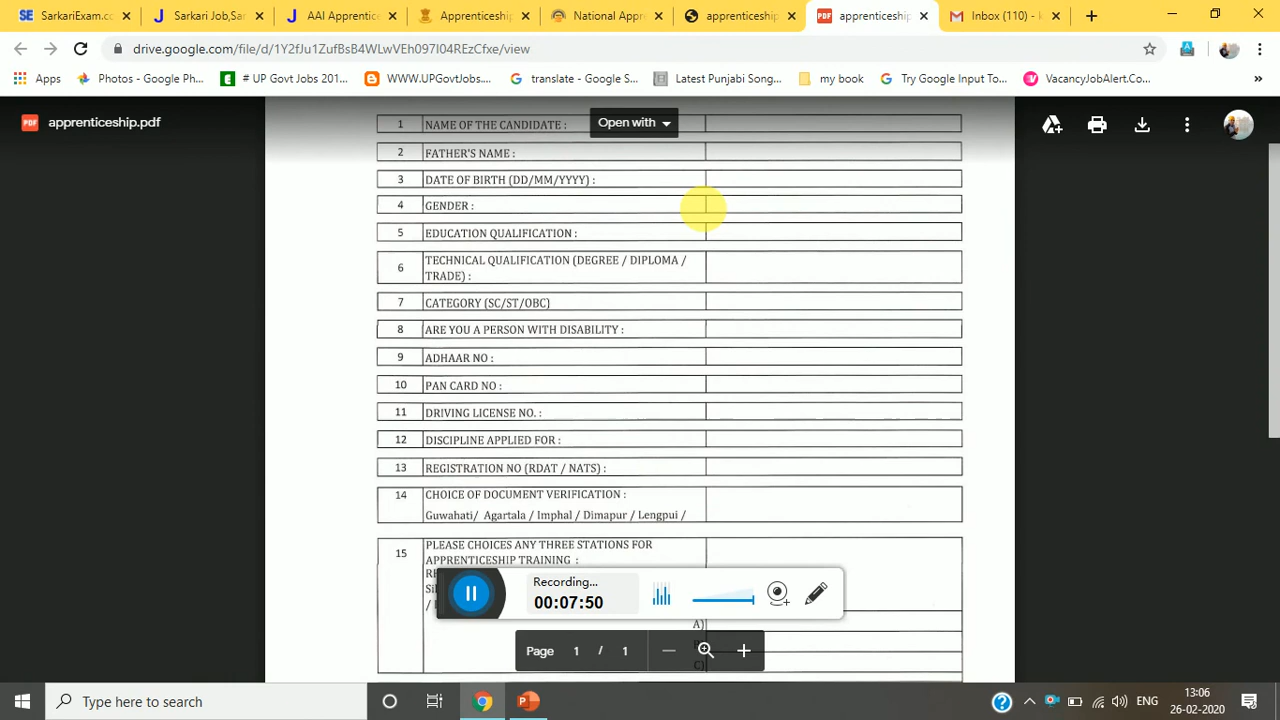 SarkariExam.co
Sarkari Job,Sar
AAI Apprentice
Apprenticeship
National Appr
apprenticeship
apprenticeship
Inbox (110) -
drive.google.com/file/d/1Y2fJu1ZufBsB4WLwVEh097I04REzCfxe/view
Apps
Photos - Google Ph...
# UP Govt Jobs 201...
WWW.UPGovtJobs....
translate - Google S...
Latest Punjabi Song...
my book
Try Google Input To...
VacancyJobAlert.Co...
PDF apprenticeship.pdf
Open with
1 NAME OF THE CANDIDATE :
2 FATHER'S NAME :
3 DATE OF BIRTH (DD/MM/YYYY) :
4 GENDER :
5 EDUCATION QUALIFICATION :
6 TECHNICAL QUALIFICATION (DEGREE / DIPLOMA /
TRADE) :
7 CATEGORY (SC/ST/OBC)
8 ARE YOU A PERSON WITH DISABILITY :
9 ADHAAR NO :
10 PAN CARD NO :
11 DRIVING LICENSE NO. :
12 DISCIPLINE APPLIED FOR :
13 REGISTRATION NO (RDAT / NATS) :
14 CHOICE OF DOCUMENT VERIFICATION :
Guwahati/ Agartala / Imphal / Dimapur / Lengpui /
15 PLEASE CHOICES ANY THREE STATIONS FOR
APPRENTICESHIP TRAINING :
Recording...
00:07:50
A)
C)
Page 1 / 1
Type here to search
ENG
13:06
26-02-2020